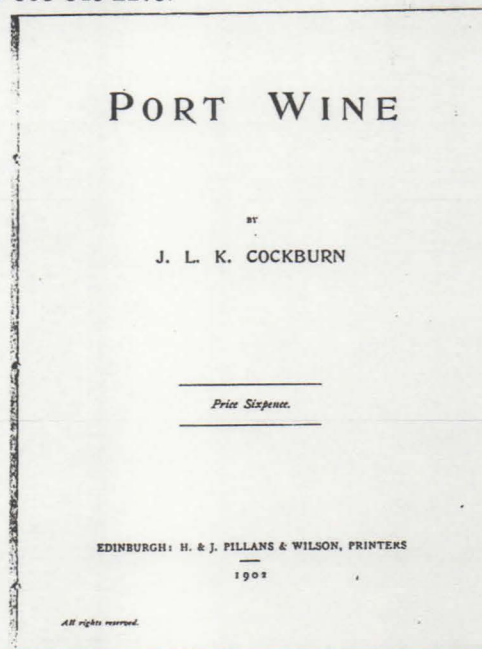 PORT WINE
BY
J. L. K. COCKBURN
Price Sixpence.
EDINBURGH: H. & J. PILLANS & WILSON, PRINTERS
1902
All rights reserved.